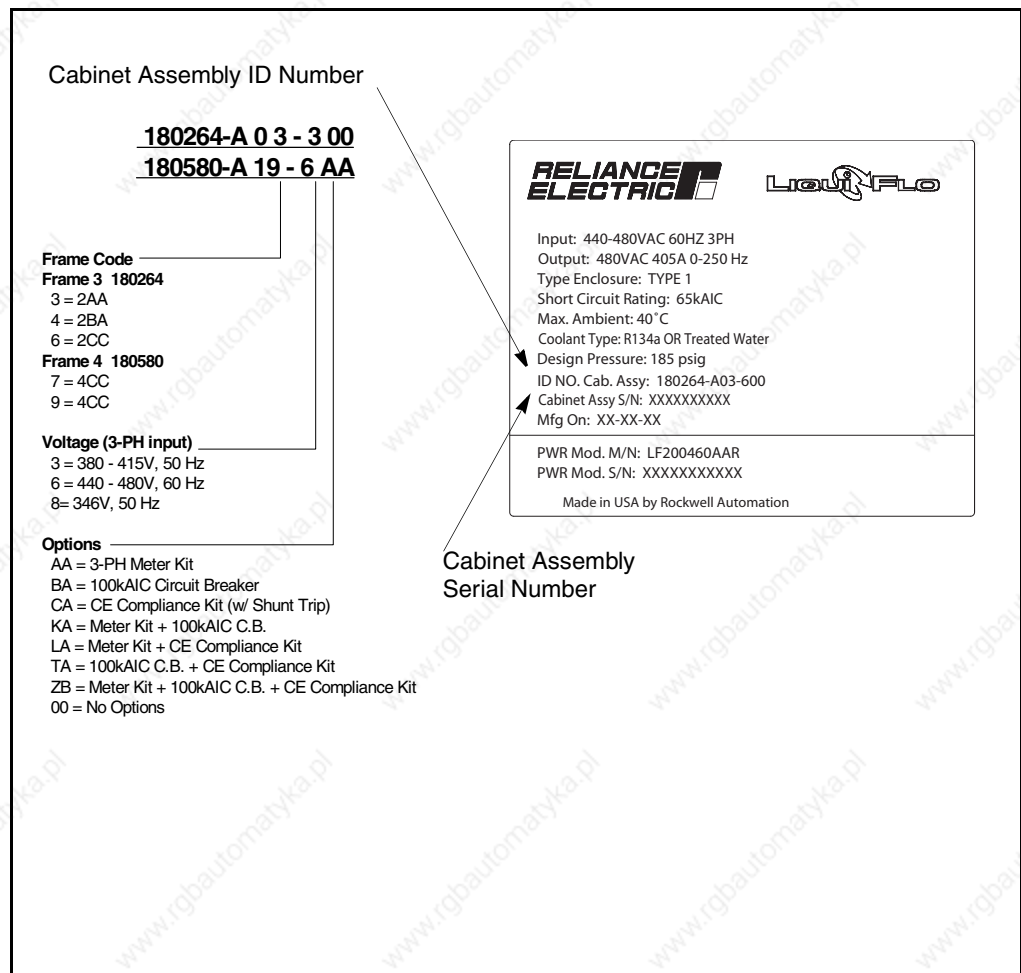 Cabinet Assembly ID Number
180264-A 0 3 - 3 00
180580-A 19 - 6 AA
Frame Code
Frame 3 180264
3 = 2AA
4 = 2BA
6 = 2CC
Frame 4 180580
7 = 4CC
9 = 4CC
Voltage (3-PH input)
3 = 380 - 415V, 50 Hz
6 = 440 - 480V, 60 Hz
8= 346V, 50 Hz
Options
AA = 3-PH Meter Kit
BA = 100kAIC Circuit Breaker
CA = CE Compliance Kit (w/ Shunt Trip)
KA = Meter Kit + 100kAIC C.B.
LA = Meter Kit + CE Compliance Kit
TA = 100kAIC C.B. + CE Compliance Kit
ZB = Meter Kit + 100kAIC C.B. + CE Compliance Kit
00 = No Options
RELIANCE
ELECTRIC
LIQUIFLO
Input: 440-480VAC 60HZ 3PH
Output: 480VAC 405A 0-250 Hz
Type Enclosure: TYPE 1
Short Circuit Rating: 65kAIC
Max. Ambient: 40˚C
Coolant Type: R134a OR Treated Water
Design Pressure: 185 psig
ID NO. Cab. Assy: 180264-A03-600
Cabinet Assy S/N: XXXXXXXXXX
Mfg On: XX-XX-XX
PWR Mod. M/N: LF200460AAR
PWR Mod. S/N: XXXXXXXXXXX
Made in USA by Rockwell Automation
Cabinet Assembly
Serial Number
www.rgbautomatyka.pl